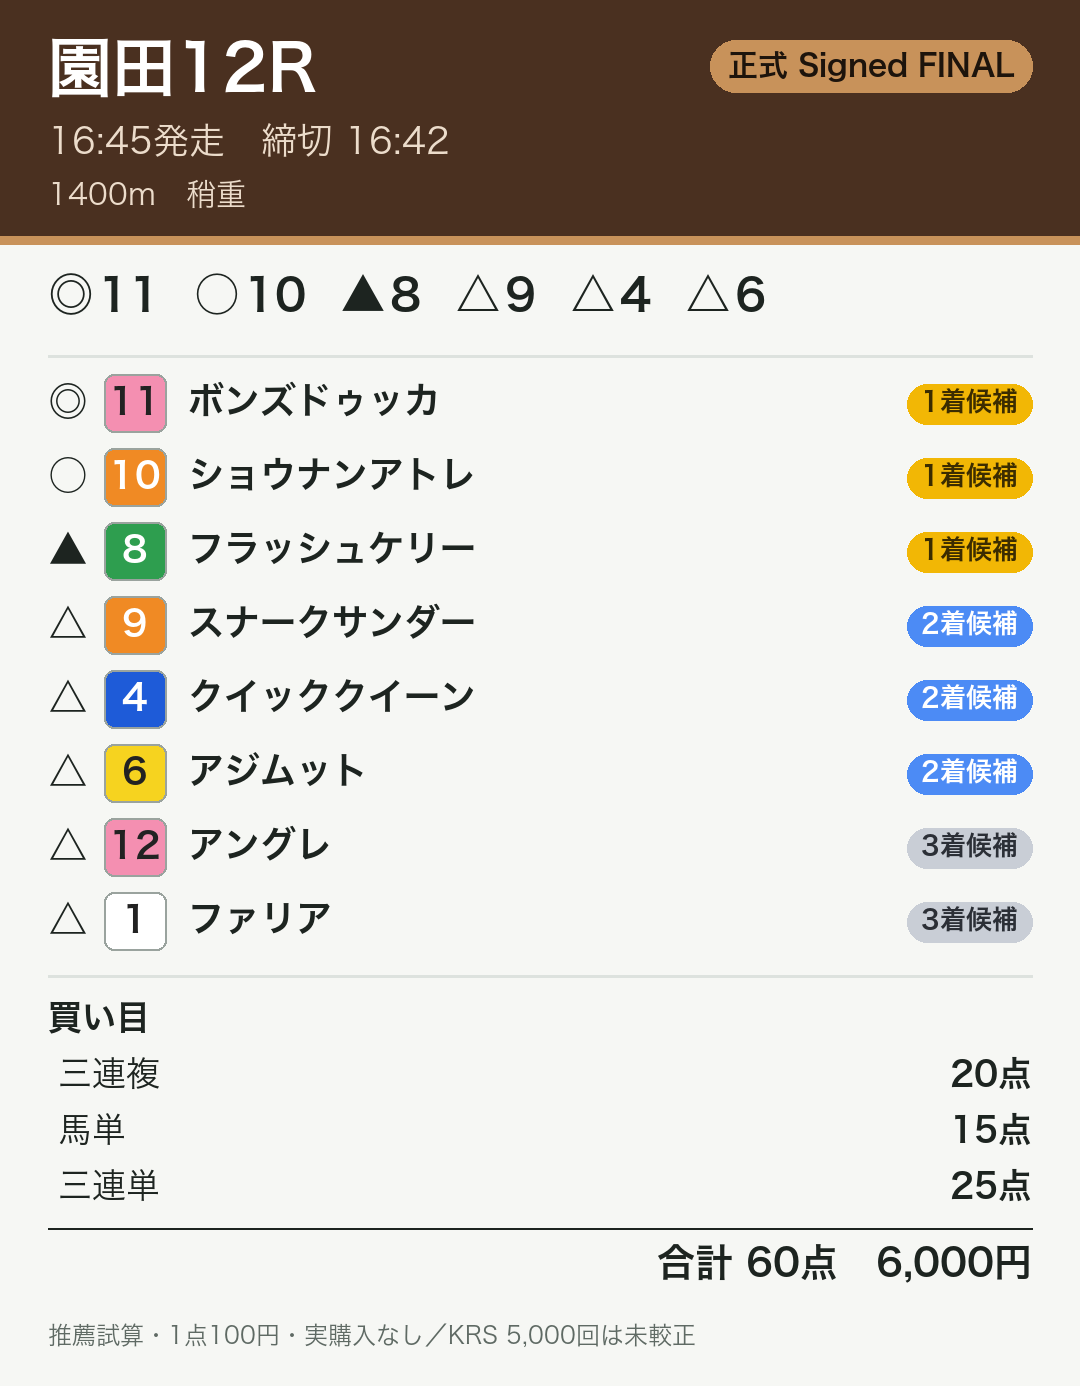 園田12R
正式 Signed FINAL
16:45発走　締切 16:42
1400m　稍重
◎11 ○10 ▲8 △9 △4 △6
◎ 11 ボンズドゥッカ 1着候補
○ 10 ショウナンアトレ 1着候補
▲ 8 フラッシュケリー 1着候補
△ 9 スナークサンダー 2着候補
△ 4 クイッククイーン 2着候補
△ 6 アジムット 2着候補
△ 12 アングレ 3着候補
△ 1 ファリア 3着候補
買い目
三連複 20点
馬単 15点
三連単 25点
合計 60点　6,000円
推薦試算・1点100円・実購入なし／KRS 5,000回は未較正